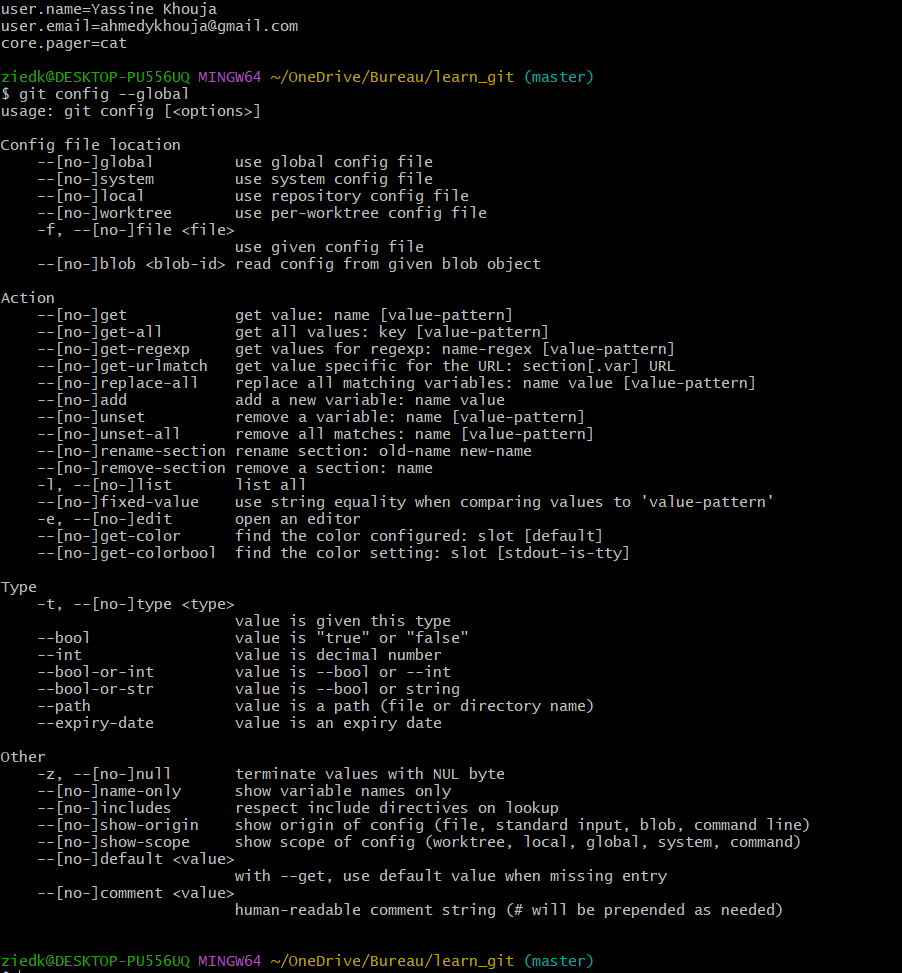 user.name=Yassine Khouja
user.email=ahmedykhouja@gmail.com
core.pager=cat

ziedk@DESKTOP-PU556UQ MINGW64 ~/OneDrive/Bureau/learn_git (master)
$ git config --global
usage: git config [<options>]

Config file location
    --[no-]global         use global config file
    --[no-]system         use system config file
    --[no-]local          use repository config file
    --[no-]worktree       use per-worktree config file
    -f, --[no-]file <file>
                          use given config file
    --[no-]blob <blob-id> read config from given blob object

Action
    --[no-]get            get value: name [value-pattern]
    --[no-]get-all        get all values: key [value-pattern]
    --[no-]get-regexp     get values for regexp: name-regex [value-pattern]
    --[no-]get-urlmatch   get value specific for the URL: section[.var] URL
    --[no-]replace-all    replace all matching variables: name value [value-pattern]
    --[no-]add            add a new variable: name value
    --[no-]unset          remove a variable: name [value-pattern]
    --[no-]unset-all      remove all matches: name [value-pattern]
    --[no-]rename-section rename section: old-name new-name
    --[no-]remove-section remove a section: name
    -l, --[no-]list       list all
    --[no-]fixed-value    use string equality when comparing values to 'value-pattern'
    -e, --[no-]edit       open an editor
    --[no-]get-color      find the color configured: slot [default]
    --[no-]get-colorbool  find the color setting: slot [stdout-is-tty]

Type
    -t, --[no-]type <type>
                          value is given this type
    --bool                value is "true" or "false"
    --int                 value is decimal number
    --bool-or-int         value is --bool or --int
    --bool-or-str         value is --bool or string
    --path                value is a path (file or directory name)
    --expiry-date         value is an expiry date

Other
    -z, --[no-]null       terminate values with NUL byte
    --[no-]name-only      show variable names only
    --[no-]includes       respect include directives on lookup
    --[no-]show-origin    show origin of config (file, standard input, blob, command line)
    --[no-]show-scope     show scope of config (worktree, local, global, system, command)
    --[no-]default <value>
                          with --get, use default value when missing entry
    --[no-]comment <value>
                          human-readable comment string (# will be prepended as needed)

ziedk@DESKTOP-PU556UQ MINGW64 ~/OneDrive/Bureau/learn_git (master)